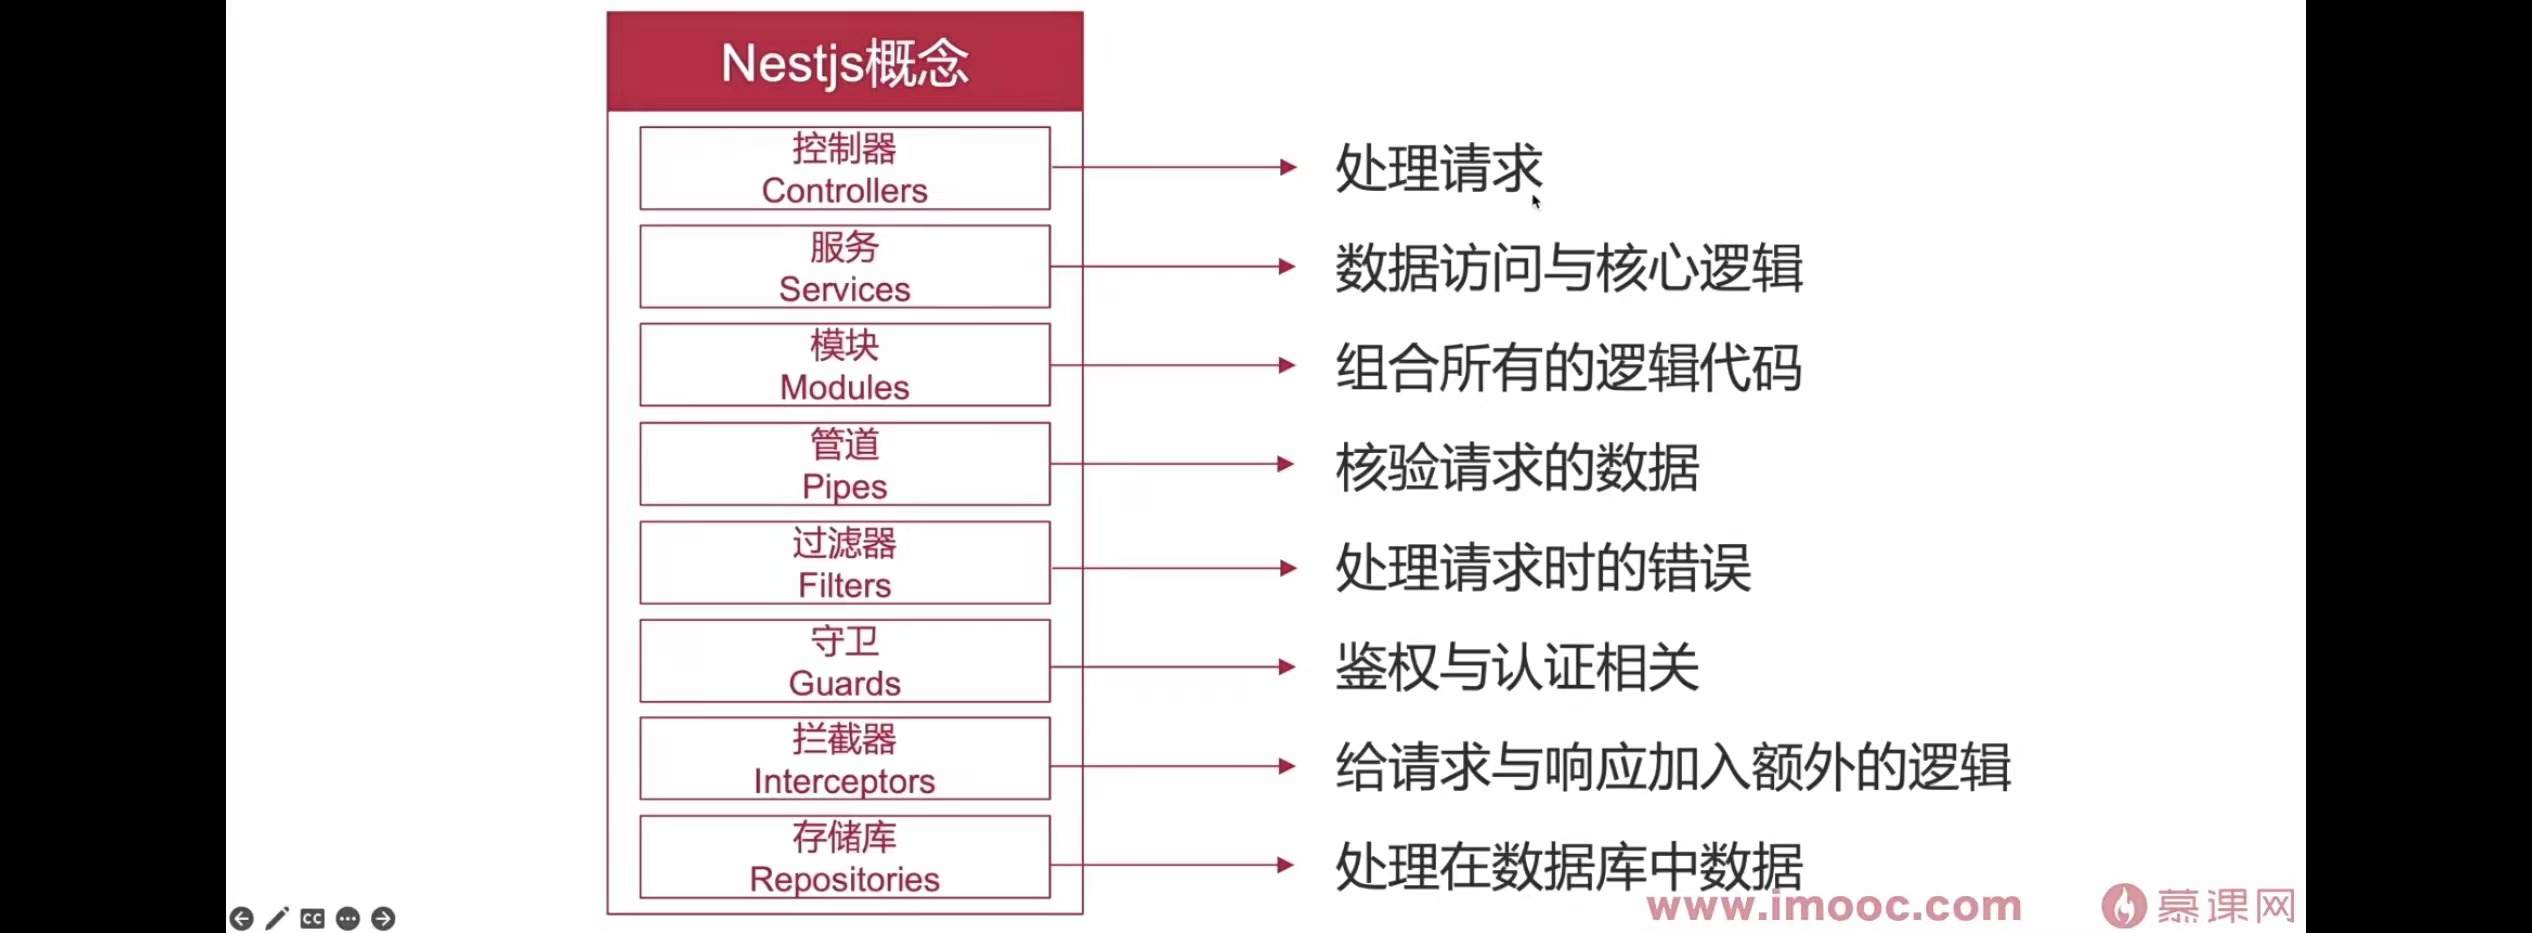 Nestjs概念
控制器
Controllers
处理请求
服务
Services
数据访问与核心逻辑
模块
Modules
组合所有的逻辑代码
管道
Pipes
核验请求的数据
过滤器
Filters
处理请求时的错误
守卫
Guards
鉴权与认证相关
拦截器
Interceptors
给请求与响应加入额外的逻辑
存储库
Repositories
处理在数据库中数据
www.imooc.com
慕课网
CC